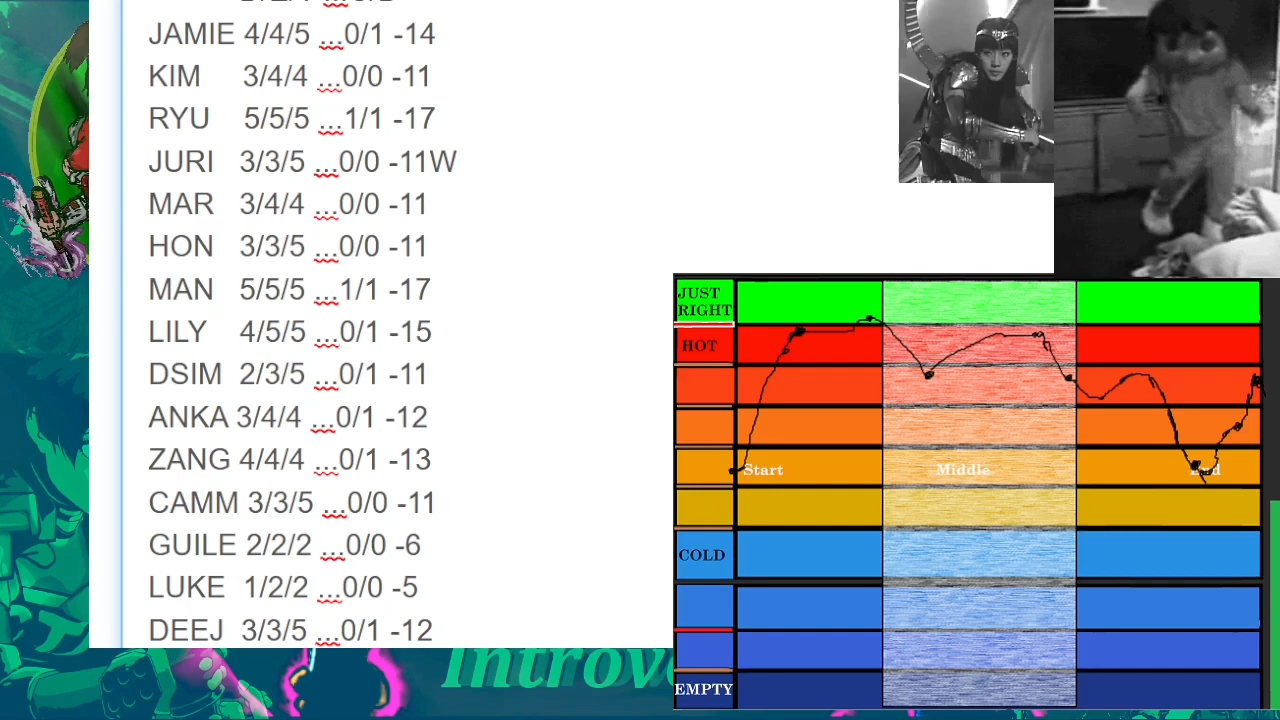 JAMIE 4/4/5 ...0/1 -14
KIM 3/4/4 ...0/0 -11
RYU 5/5/5 ...1/1 -17
JURI 3/3/5 ...0/0 -11W
MAR 3/4/4 ...0/0 -11
HON 3/3/5 ...0/0 -11
MAN 5/5/5 ...1/1 -17
LILY 4/5/5 ...0/1 -15
DSIM 2/3/5 ...0/1 -11
ANKA 3/4/4 ...0/1 -12
ZANG 4/4/4 ...0/1 -13
CAMM 3/3/5 ...0/0 -11
GUILE 2/2/2 ...0/0 -6
LUKE 1/2/2 ...0/0 -5
DEEJ 3/3/5 ...0/1 -12
JUST
RIGHT
HOT
Start Middle
COLD
EMPTY